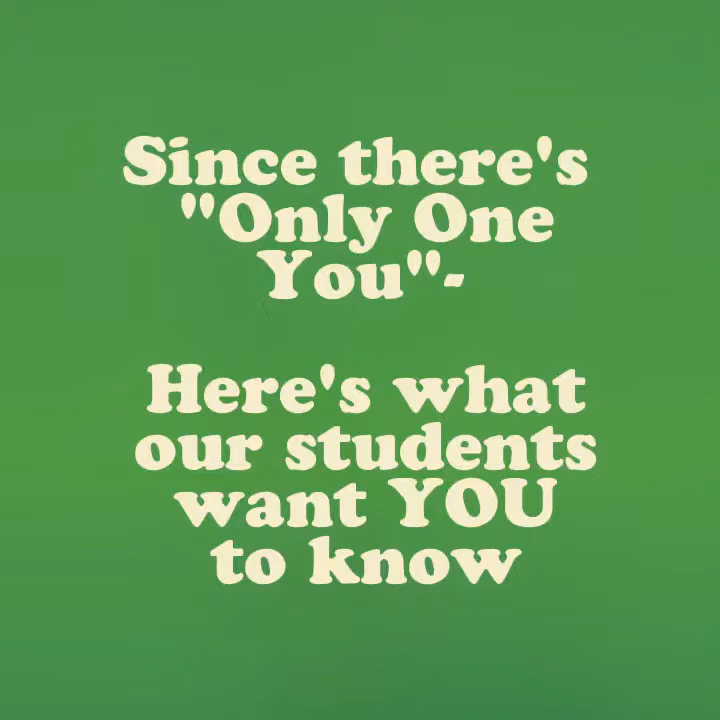 Since there's
"Only One
You"-
Here's what
our students
want YOU
to know